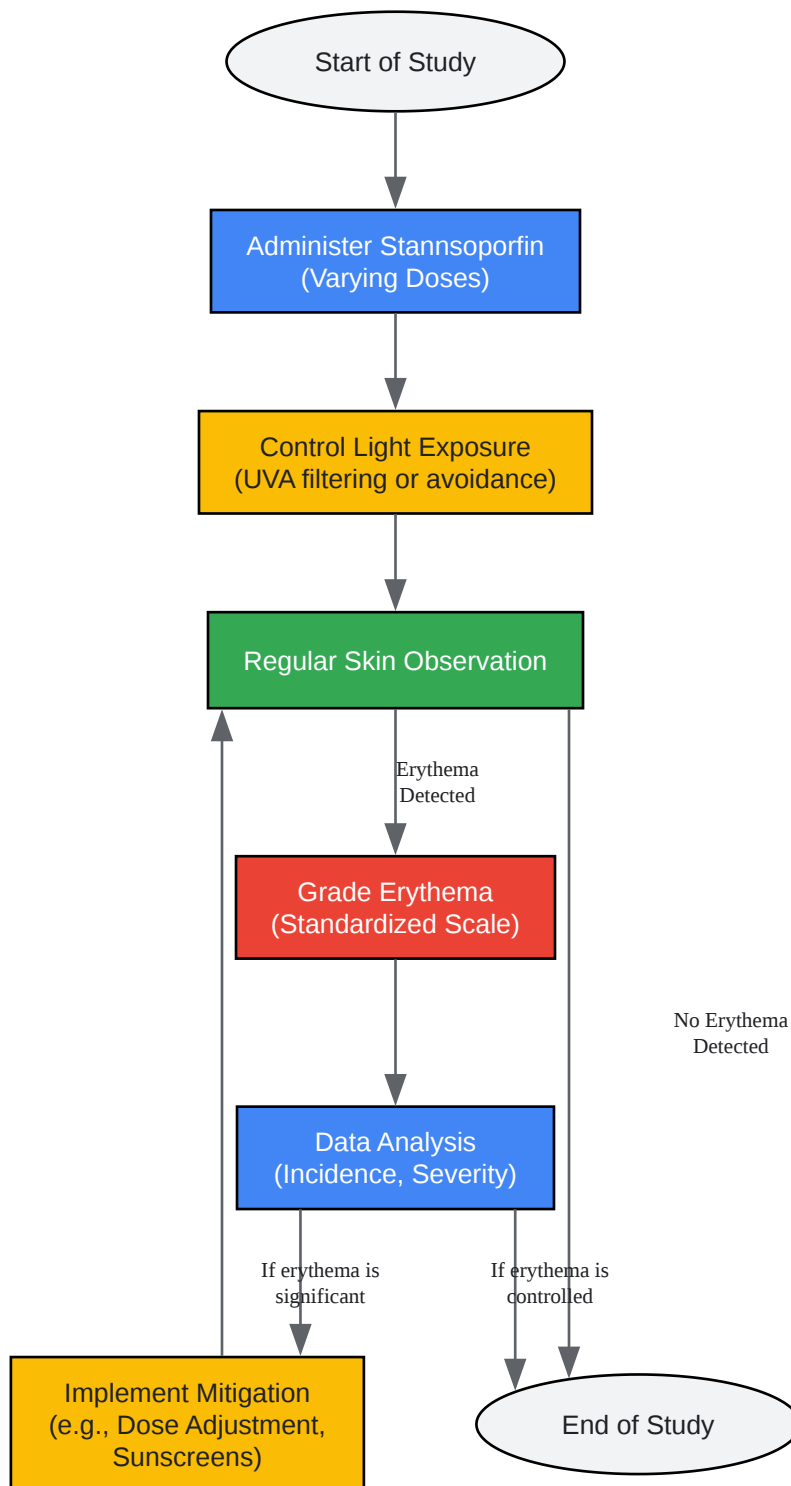 Start of Study
Administer Stannsoporfin
(Varying Doses)
Control Light Exposure
(UVA filtering or avoidance)
Regular Skin Observation
Erythema
Detected
Grade Erythema
(Standardized Scale)
No Erythema
Detected
Data Analysis
(Incidence, Severity)
If erythema is
significant
If erythema is
controlled
Implement Mitigation
(e.g., Dose Adjustment,
Sunscreens)
End of Study